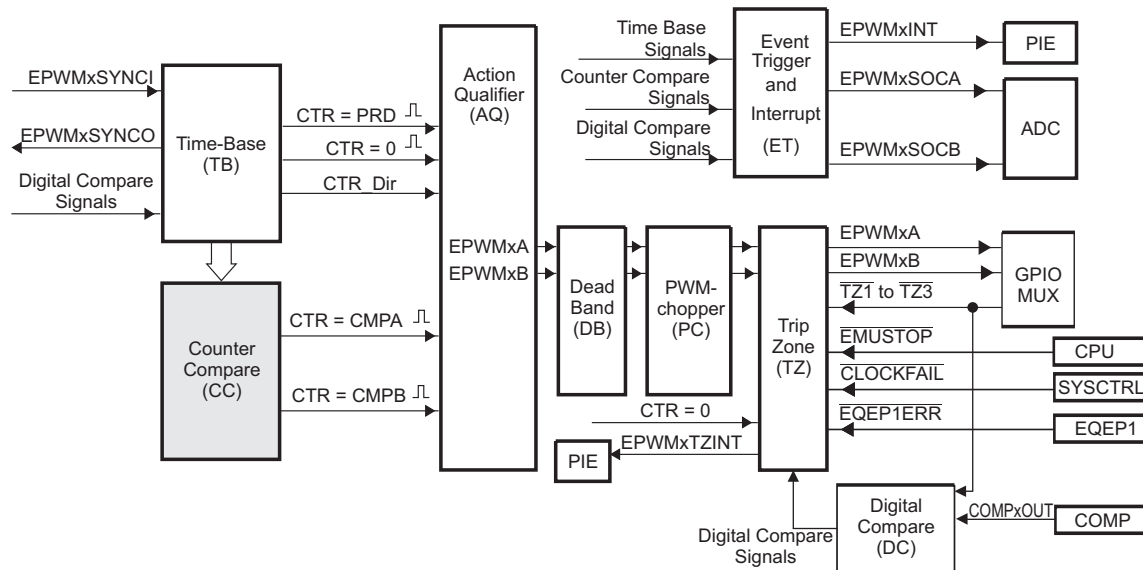 EPWMxSYNCI
EPWMxSYNCO
Digital Compare
Signals
Time-Base
(TB)
CTR = PRD
CTR = 0
CTR_Dir
Counter
Compare
(CC)
CTR = CMPA
CTR = CMPB
Action
Qualifier
(AQ)
EPWMxA
EPWMxB
Time Base
Signals
Counter Compare
Signals
Digital Compare
Signals
Event
Trigger
and
Interrupt
(ET)
EPWMxINT
EPWMxSOCA
EPWMxSOCB
PIE
ADC
Dead
Band
(DB)
PWM-
chopper
(PC)
Trip
Zone
(TZ)
EPWMxA
EPWMxB
TZ1 to TZ3
EMUSTOP
CLOCKFAIL
EQEP1ERR
GPIO
MUX
CPU
SYSCTRL
EQEP1
CTR = 0
EPWMxTZINT
PIE
Digital Compare
Signals
Digital
Compare
(DC)
COMPxOUT
COMP